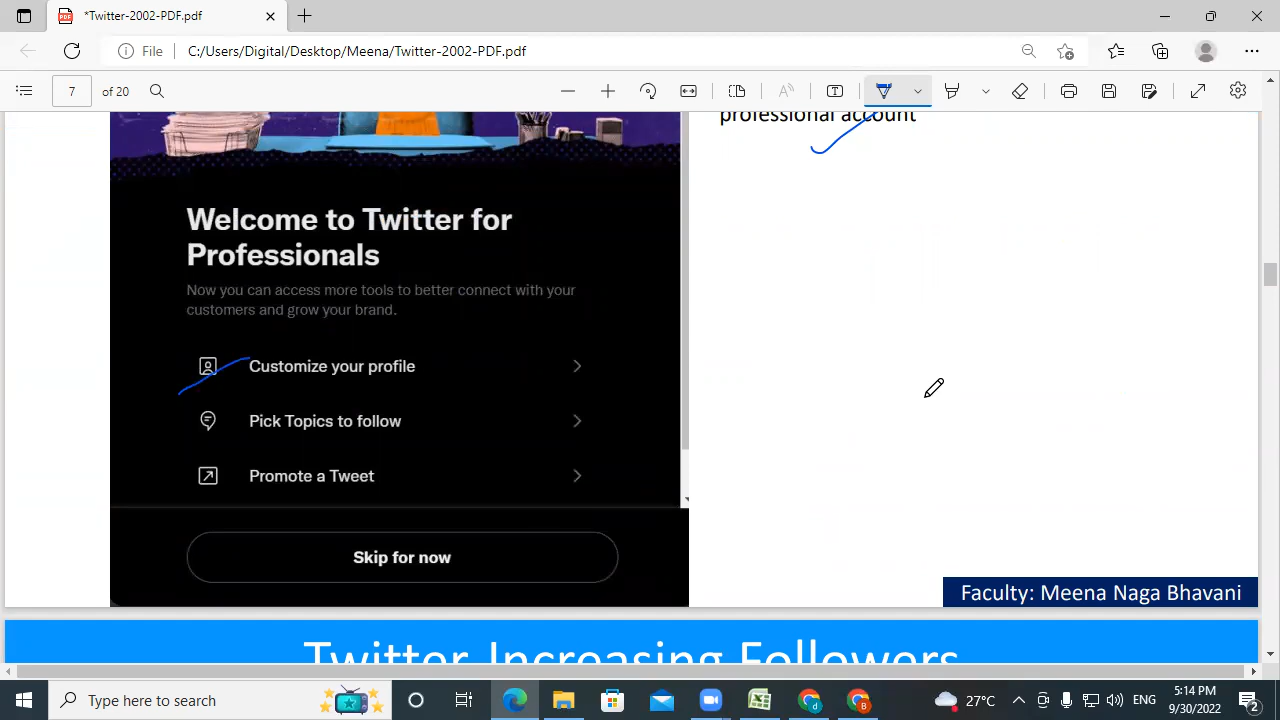 *Twitter-2002-PDF.pdf
File
C:/Users/Digital/Desktop/Meena/Twitter-2002-PDF.pdf
7
of 20
professional account
Welcome to Twitter for
Professionals
Now you can access more tools to better connect with your
customers and grow your brand.
Customize your profile
Pick Topics to follow
Promote a Tweet
Skip for now
Faculty: Meena Naga Bhavani
Twitter-Increasing Followers
Type here to search
27°C
ENG
5:14 PM
9/30/2022
2